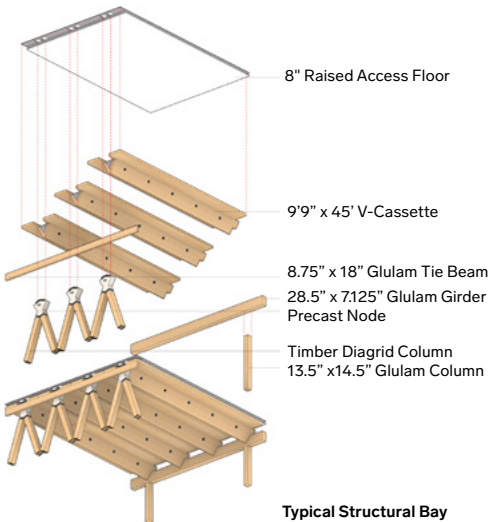 8" Raised Access Floor
9'9" x 45' V-Cassette
8.75” x 18” Glulam Tie Beam
28.5” x 7.125” Glulam Girder
Precast Node
Timber Diagrid Column
13.5” x14.5” Glulam Column
Typical Structural Bay